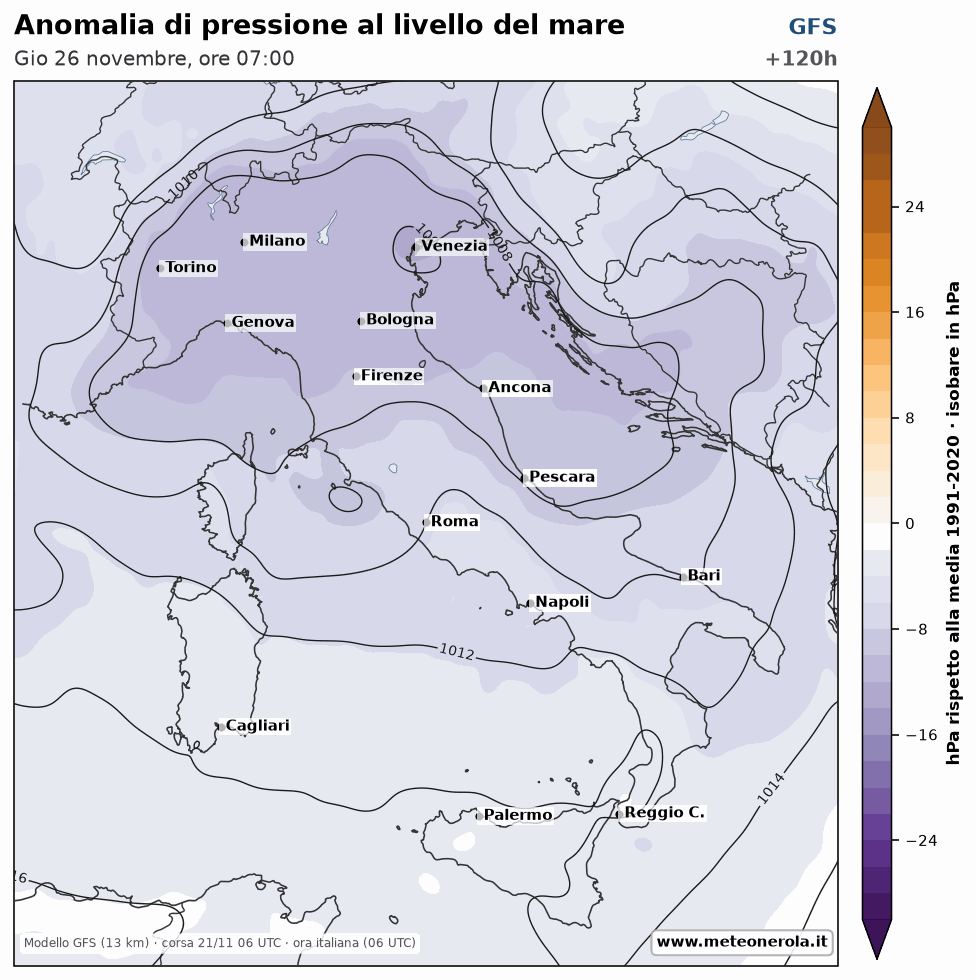 Anomalia di pressione al livello del mare
GFS
Gio 26 novembre, ore 07:00
+120h
1010
Milano
Venezia
1008
Torino
Genova
Bologna
Firenze
Ancona
Pescara
Roma
Bari
Napoli
1012
Cagliari
1014
Palermo
Reggio C.
16
Modello GFS (13 km) · corsa 21/11 06 UTC · ora italiana (06 UTC)
www.meteonerola.it
24
16
8
0
−8
−16
−24
hPa rispetto alla media 1991-2020 · isobare in hPa